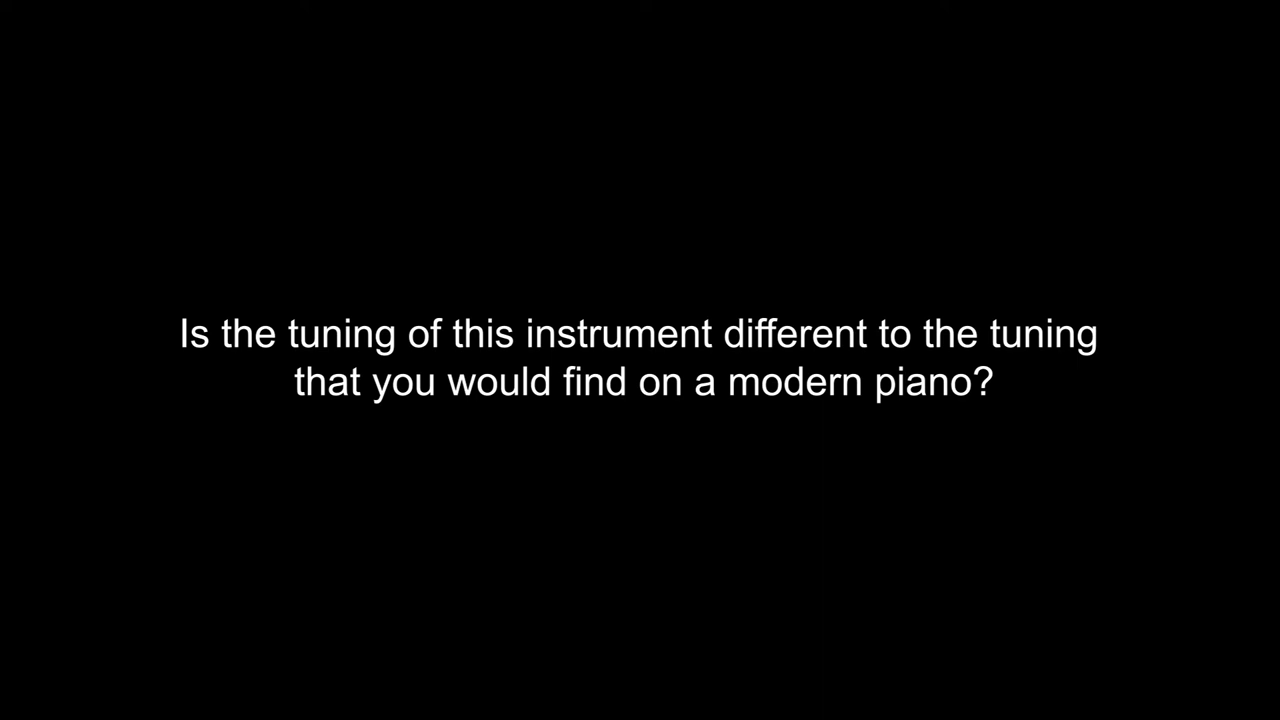 Is the tuning of this instrument different to the tuning
that you would find on a modern piano?